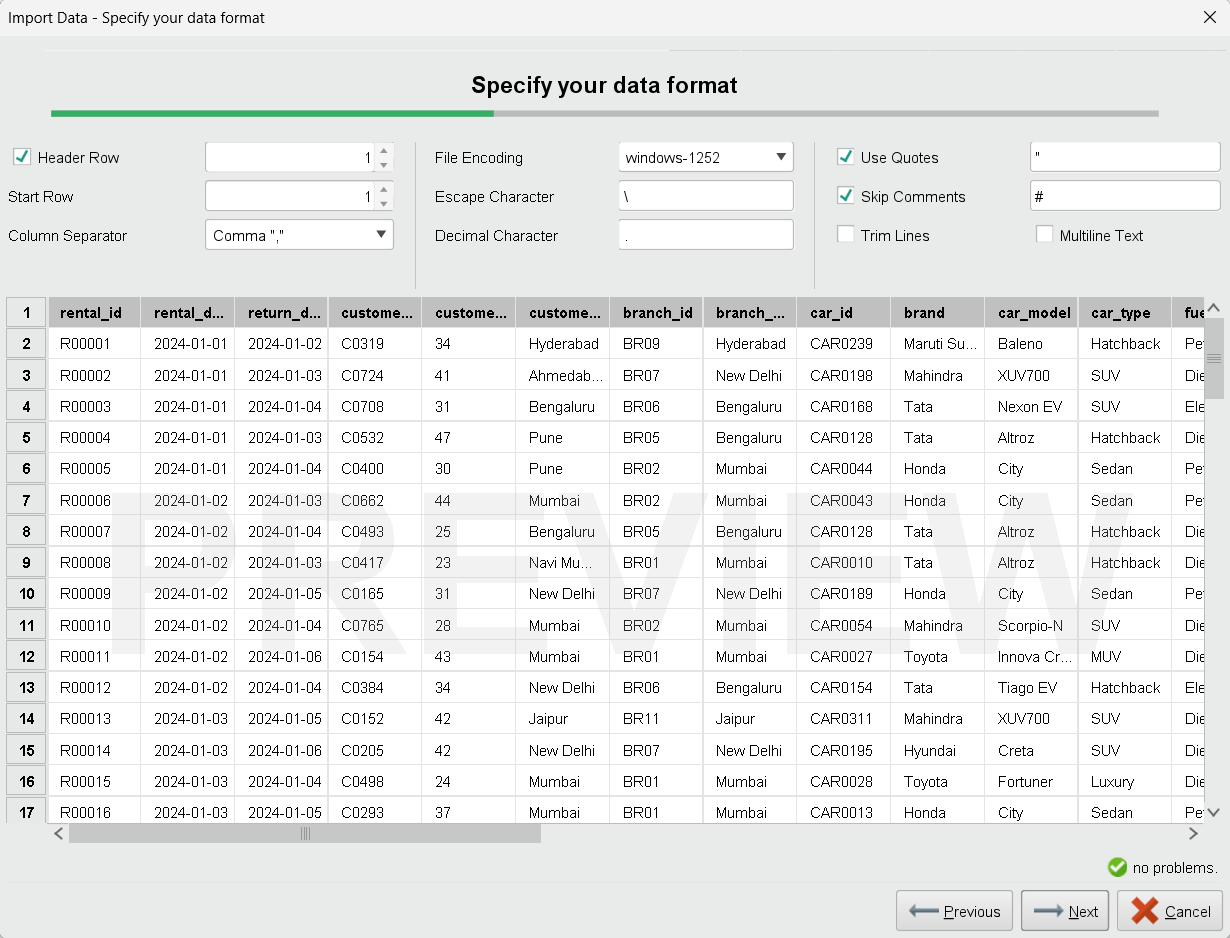 Import Data - Specify your data format
Specify your data format
Header Row 1 File Encoding windows-1252 Use Quotes "
Start Row 1 Escape Character \ Skip Comments #
Column Separator Comma "," Decimal Character . Trim Lines Multiline Text
1 rental_id rental_d... return_d... custome... custome... custome... branch_id branch_... car_id brand car_model car_type fue
2 R00001 2024-01-01 2024-01-02 C0319 34 Hyderabad BR09 Hyderabad CAR0239 Maruti Su... Baleno Hatchback Pe
3 R00002 2024-01-01 2024-01-03 C0724 41 Ahmedab... BR07 New Delhi CAR0198 Mahindra XUV700 SUV Die
4 R00003 2024-01-01 2024-01-04 C0708 31 Bengaluru BR06 Bengaluru CAR0168 Tata Nexon EV SUV Ele
5 R00004 2024-01-01 2024-01-03 C0532 47 Pune BR05 Bengaluru CAR0128 Tata Altroz Hatchback Die
6 R00005 2024-01-01 2024-01-04 C0400 30 Pune BR02 Mumbai CAR0044 Honda City Sedan Pe
7 R00006 2024-01-02 2024-01-03 C0662 44 Mumbai BR02 Mumbai CAR0043 Honda City Sedan Pe
8 R00007 2024-01-02 2024-01-04 C0493 25 Bengaluru BR05 Bengaluru CAR0128 Tata Altroz Hatchback Die
9 R00008 2024-01-02 2024-01-03 C0417 23 Navi Mu... BR01 Mumbai CAR0010 Tata Altroz Hatchback Die
PREVIEW
10 R00009 2024-01-02 2024-01-05 C0165 31 New Delhi BR07 New Delhi CAR0189 Honda City Sedan Pe
11 R00010 2024-01-02 2024-01-04 C0765 28 Mumbai BR02 Mumbai CAR0054 Mahindra Scorpio-N SUV Die
12 R00011 2024-01-02 2024-01-06 C0154 43 Mumbai BR01 Mumbai CAR0027 Toyota Innova Cr... MUV Die
13 R00012 2024-01-02 2024-01-04 C0384 34 New Delhi BR06 Bengaluru CAR0154 Tata Tiago EV Hatchback Ele
14 R00013 2024-01-03 2024-01-05 C0152 42 Jaipur BR11 Jaipur CAR0311 Mahindra XUV700 SUV Die
15 R00014 2024-01-03 2024-01-06 C0205 42 New Delhi BR07 New Delhi CAR0195 Hyundai Creta SUV Die
16 R00015 2024-01-03 2024-01-04 C0498 24 Mumbai BR01 Mumbai CAR0028 Toyota Fortuner Luxury Die
17 R00016 2024-01-03 2024-01-05 C0293 37 Mumbai BR01 Mumbai CAR0013 Honda City Sedan Pe
no problems.
Previous Next Cancel